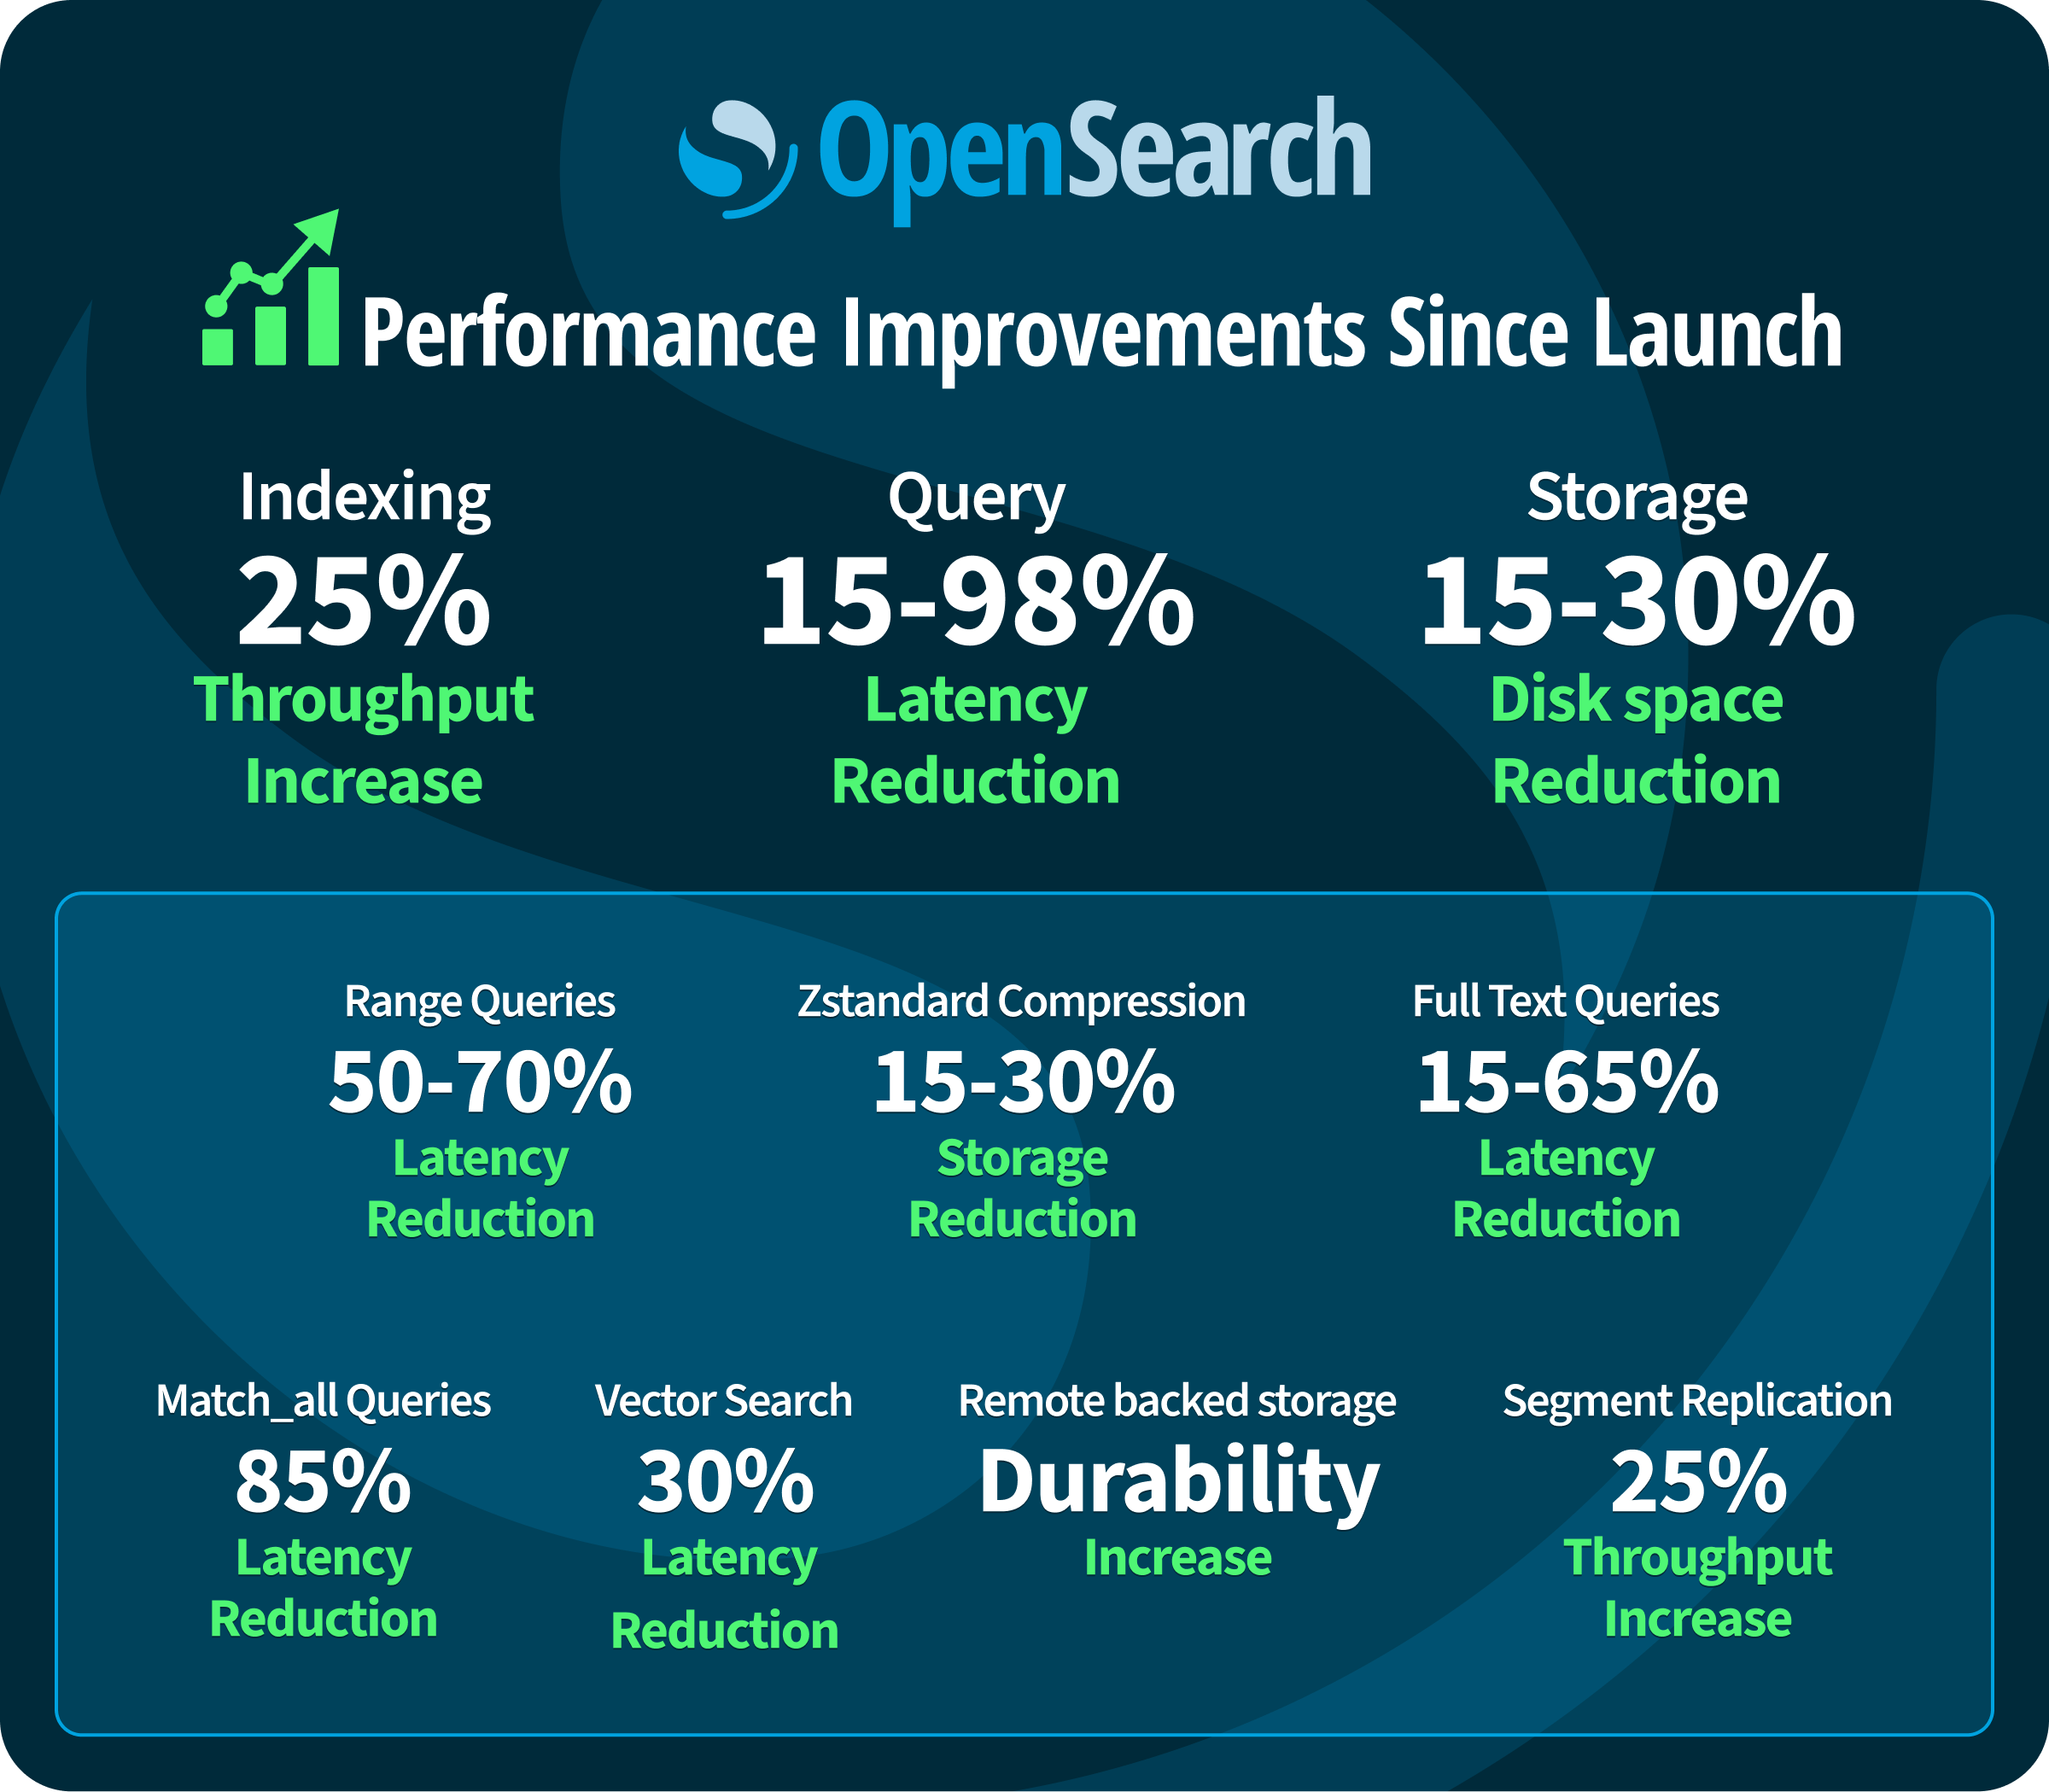 OpenSearch
Performance Improvements Since Launch
Indexing
25%
Throughput
Increase
Query
15-98%
Latency
Reduction
Storage
15-30%
Disk space
Reduction
Range Queries
50-70%
Latency
Reduction
Zstandard Compression
15-30%
Storage
Reduction
Full Text Queries
15-65%
Latency
Reduction
Match_all Queries
85%
Latency
Reduction
Vector Search
30%
Latency
Reduction
Remote backed storage
Durability
Increase
Segment Replication
25%
Throughput
Increase